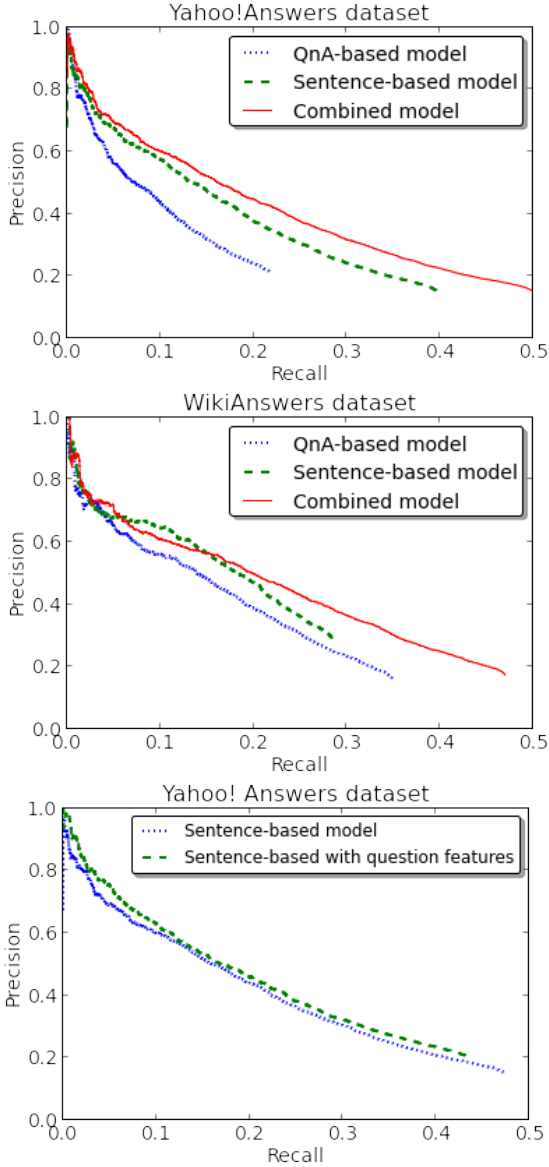 Yahoo!Answers dataset
QnA-based model
Sentence-based model
Combined model
1.0
0.8
0.6
0.4
0.2
0.0
Precision
0.0 0.1 0.2 0.3 0.4 0.5
Recall
WikiAnswers dataset
QnA-based model
Sentence-based model
Combined model
1.0
0.8
0.6
0.4
0.2
0.0
Precision
0.0 0.1 0.2 0.3 0.4 0.5
Recall
Yahoo! Answers dataset
Sentence-based model
Sentence-based with question features
1.0
0.8
0.6
0.4
0.2
0.0
Precision
0.0 0.1 0.2 0.3 0.4 0.5
Recall